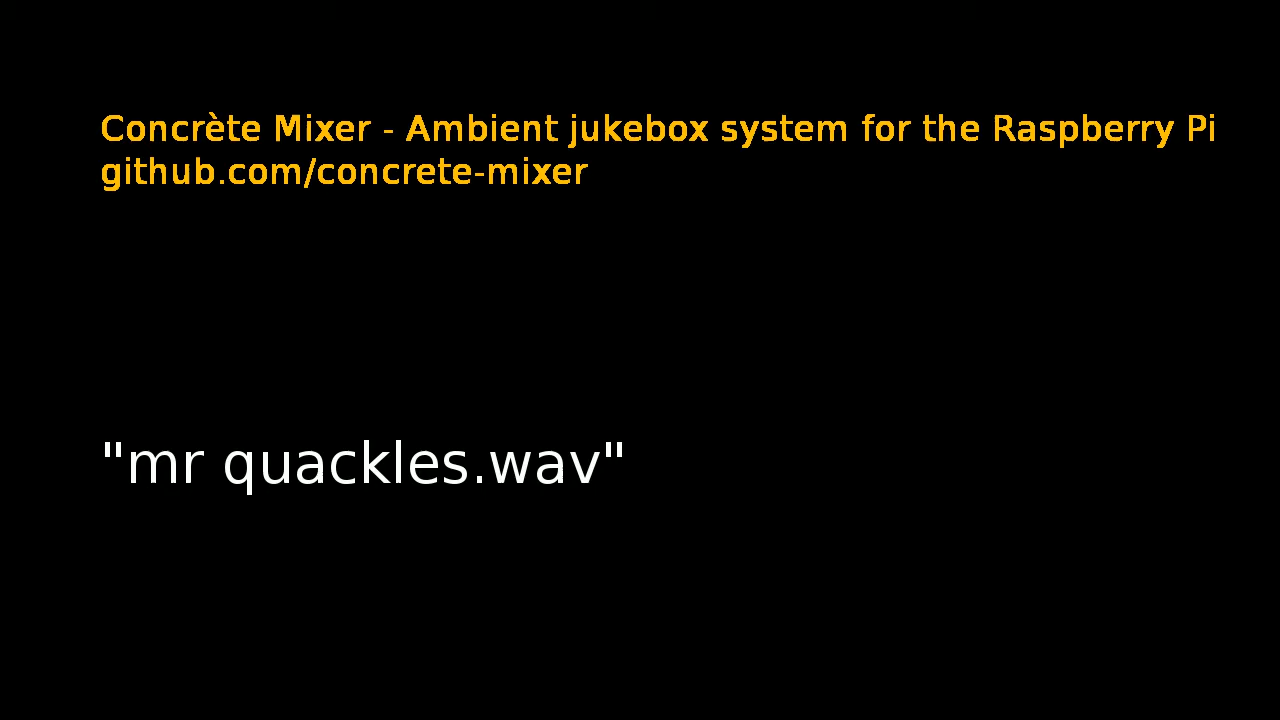 Concrète Mixer - Ambient jukebox system for the Raspberry Pi
github.com/concrete-mixer
"mr quackles.wav"